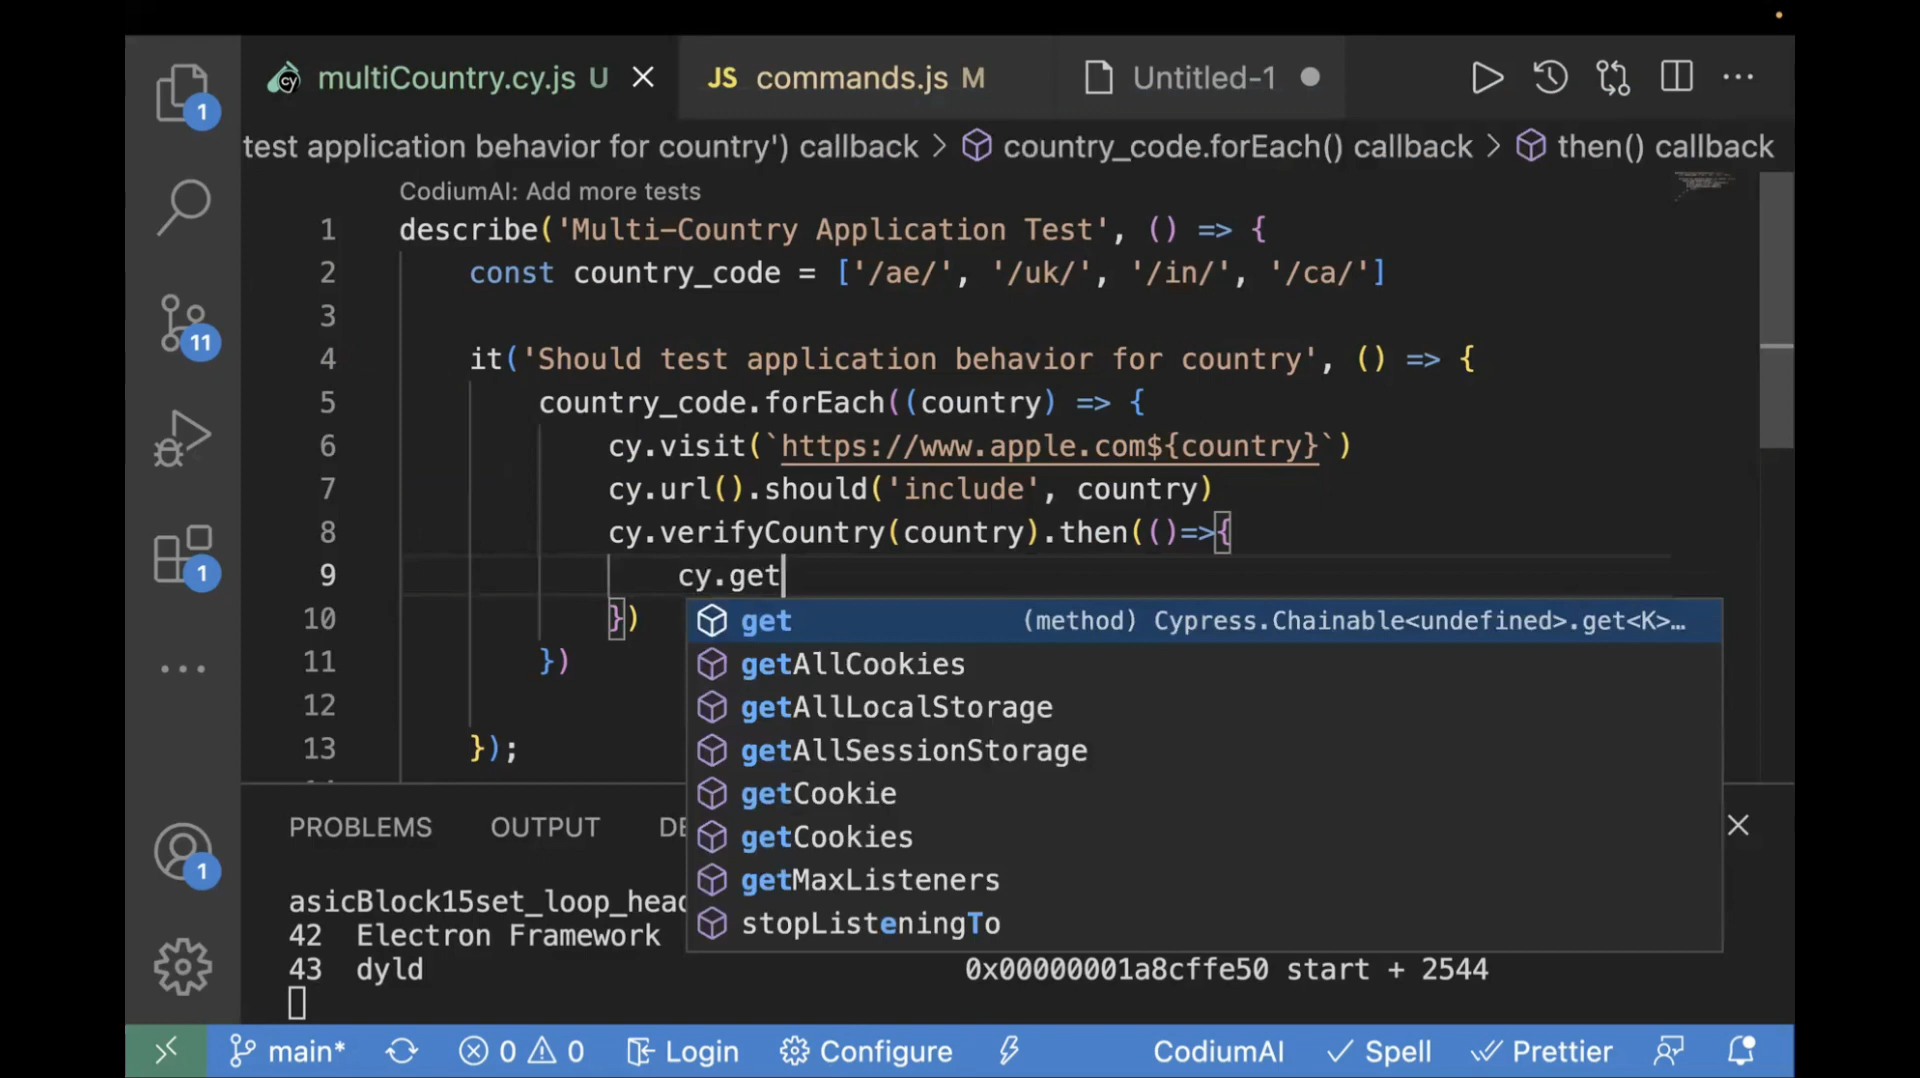 1
cy multiCountry.cy.js U
JS commands.js M
Untitled-1
test application behavior for country') callback > country_code.forEach() callback > then() callback
CodiumAI: Add more tests
1 describe('Multi-Country Application Test', () => {
2 const country_code = ['/ae/', '/uk/', '/in/', '/ca/']
3
4 it('Should test application behavior for country', () => {
5 country_code.forEach((country) => {
6 cy.visit(`https://www.apple.com${country}`)
7 cy.url().should('include', country)
8 cy.verifyCountry(country).then(()=>{
9 cy.get
10 })
11 })
12
13 });
11
1
1
get (method) Cypress.Chainable<undefined>.get<K>…
getAllCookies
getAllLocalStorage
getAllSessionStorage
getCookie
getCookies
getMaxListeners
stopListeningTo
PROBLEMS OUTPUT DE
asicBlock15set_loop_head
42 Electron Framework
43 dyld 0x00000001a8cffe50 start + 2544
main* 0 0 Login Configure CodiumAI Spell Prettier